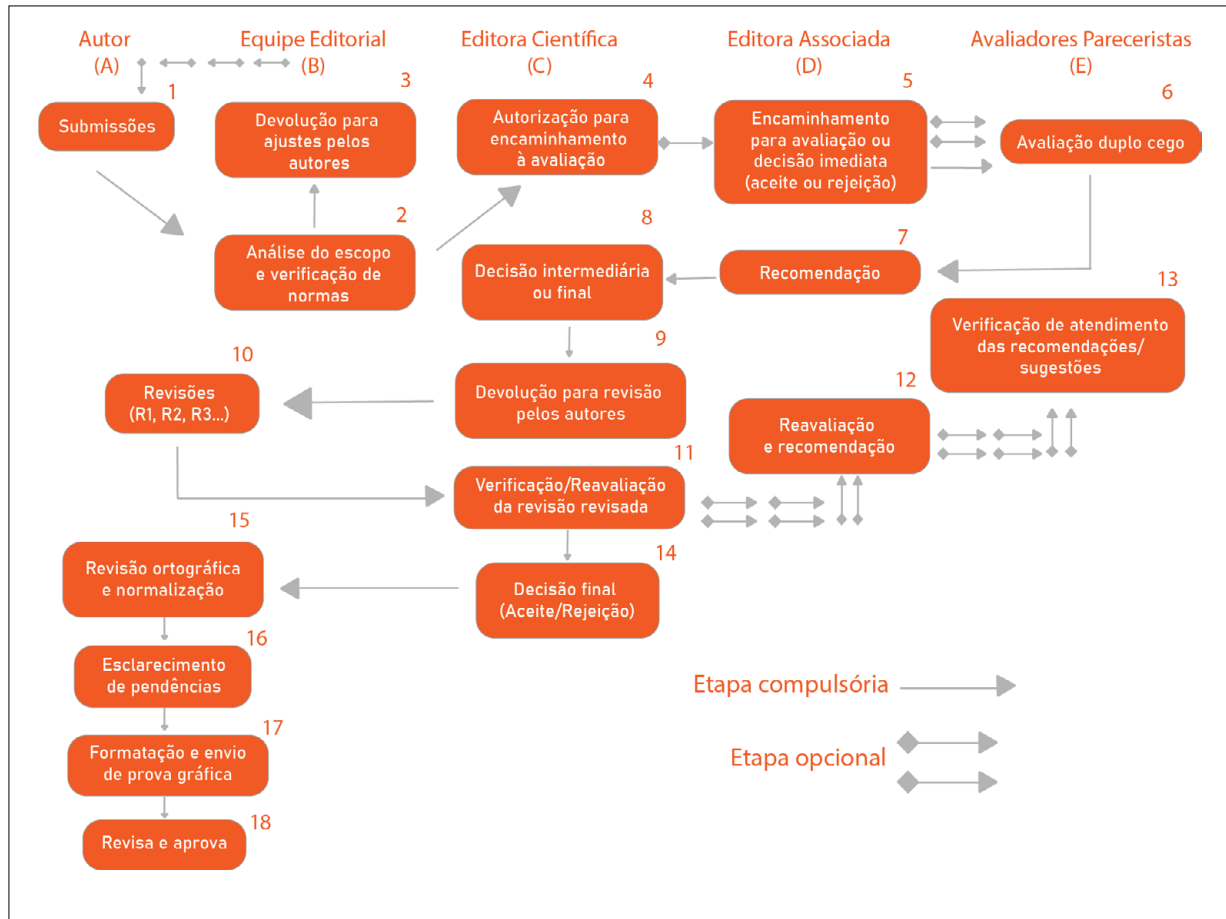 Autor
(A)
Equipe Editorial
(B)
Editora Científica
(C)
Editora Associada
(D)
Avaliadores Pareceristas
(E)
1
Submissões
3
Devolução para
ajustes pelos
autores
4
Autorização para
encaminhamento
à avaliação
5
Encaminhamento
para avaliação ou
decisão imediata
(aceite ou rejeição)
6
Avaliação duplo cego
2
Análise do escopo
e verificação de
normas
8
Decisão intermediária
ou final
7
Recomendação
13
Verificação de atendimento
das recomendações/
sugestões
9
Devolução para revisão
pelos autores
10
Revisões
(R1, R2, R3...)
12
Reavaliação
e recomendação
11
Verificação/Reavaliação
da revisão revisada
14
Decisão final
(Aceite/Rejeição)
15
Revisão ortográfica
e normalização
16
Esclarecimento
de pendências
17
Formatação e envio
de prova gráfica
18
Revisa e aprova
Etapa compulsória
Etapa opcional